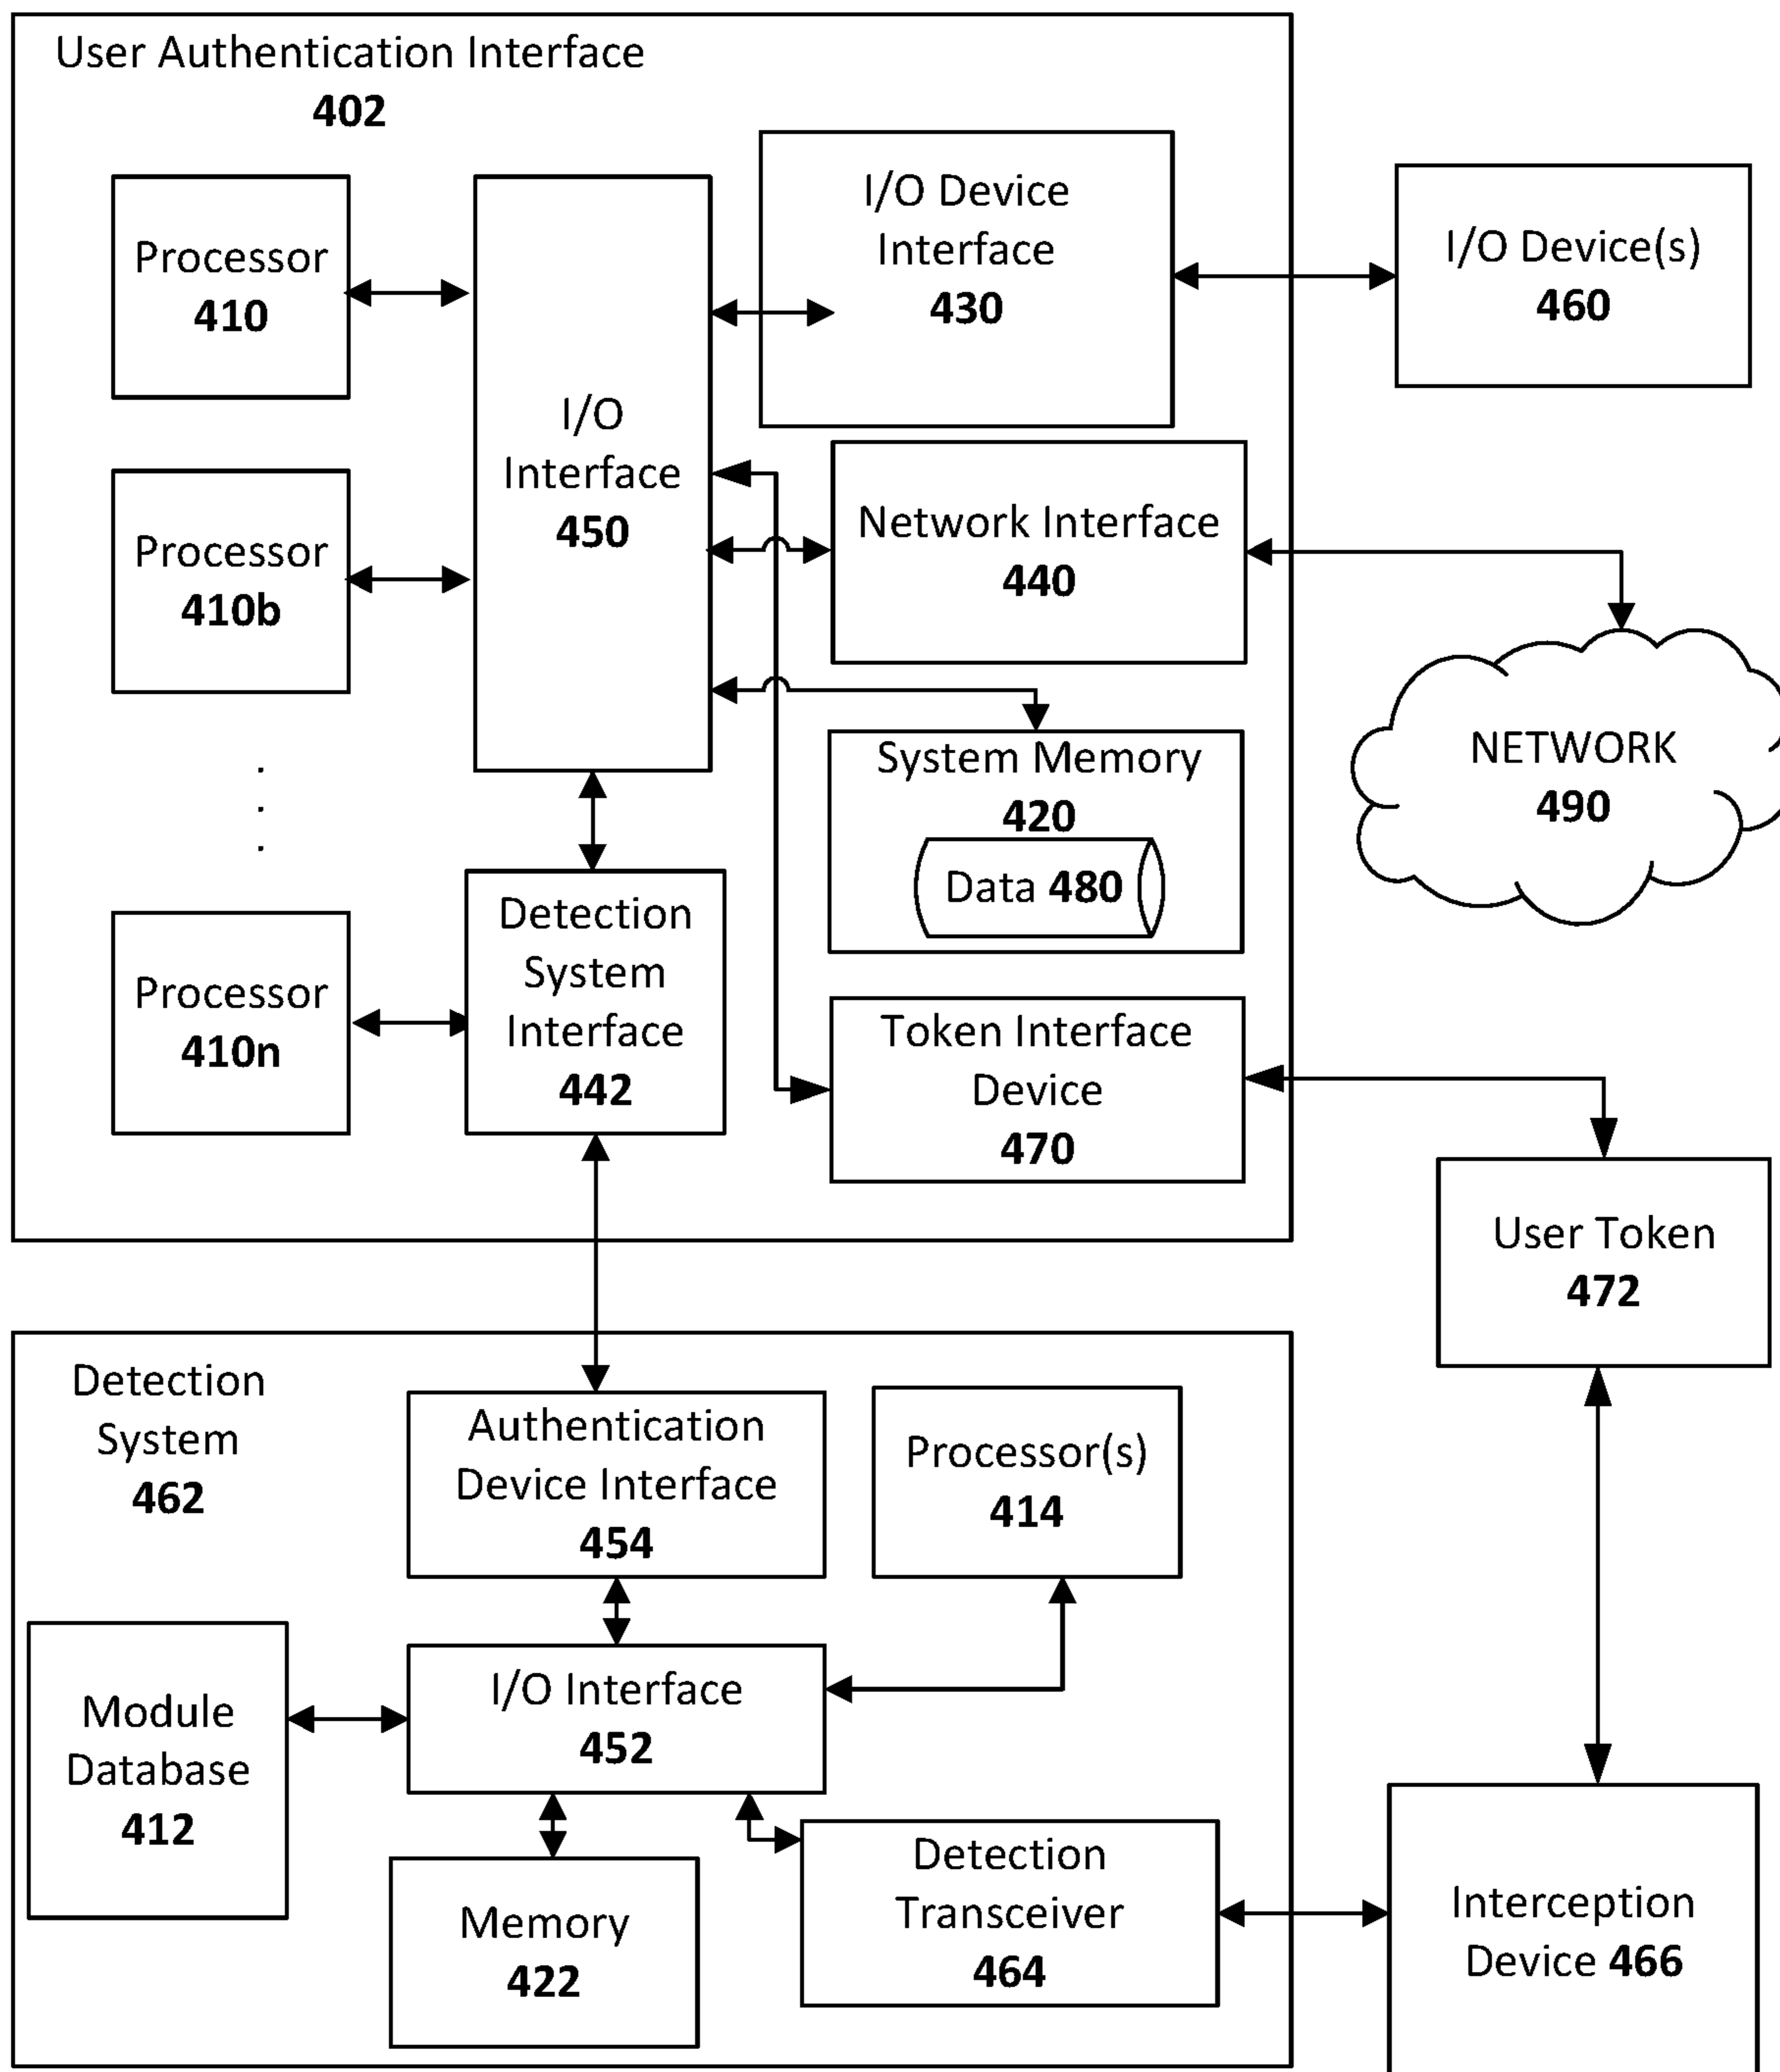 User Authentication Interface
402
Processor
410
I/O
Interface
450
I/O Device
Interface
430
I/O Device(s)
460
Processor
410b
Network Interface
440
NETWORK
490
System Memory
420
Data 480
.
.
.
Processor
410n
Detection
System
Interface
442
Token Interface
Device
470
User Token
472
Detection
System
462
Authentication
Device Interface
454
Processor(s)
414
Module
Database
412
I/O Interface
452
Memory
422
Detection
Transceiver
464
Interception
Device 466